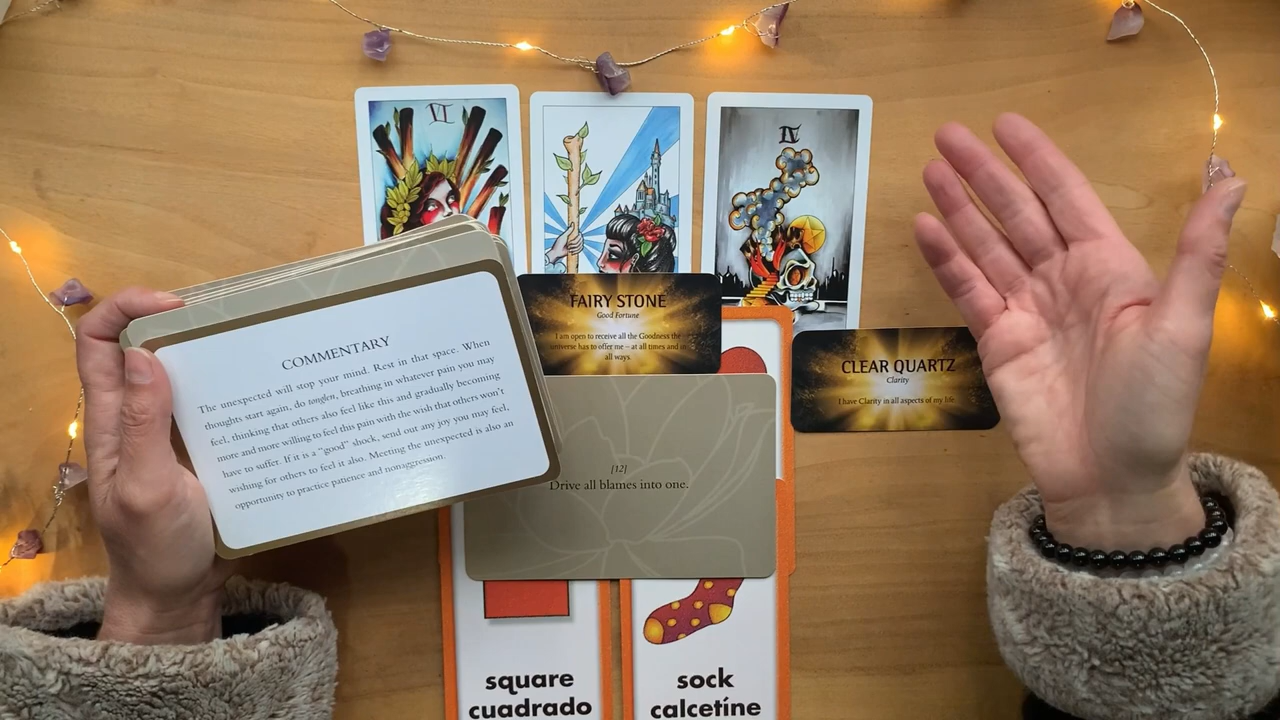 VI
IV
COMMENTARY
The unexpected will stop your mind. Rest in that space. When
thoughts start again, do tonglen, breathing in whatever pain you may
feel, thinking that others also feel like this and gradually becoming
more and more willing to feel this pain with the wish that others won't
have to suffer. If it is a "good" shock, send out any joy you may feel,
wishing for others to feel it also. Meeting the unexpected is also an
opportunity to practice patience and nonaggression.
FAIRY STONE
Good Fortune
I am open to receive all the Goodness the
universe has to offer me – at all times and in
all ways.
CLEAR QUARTZ
Clarity
I have Clarity in all aspects of my life.
[12]
Drive all blames into one.
square
cuadrado
sock
calcetíne